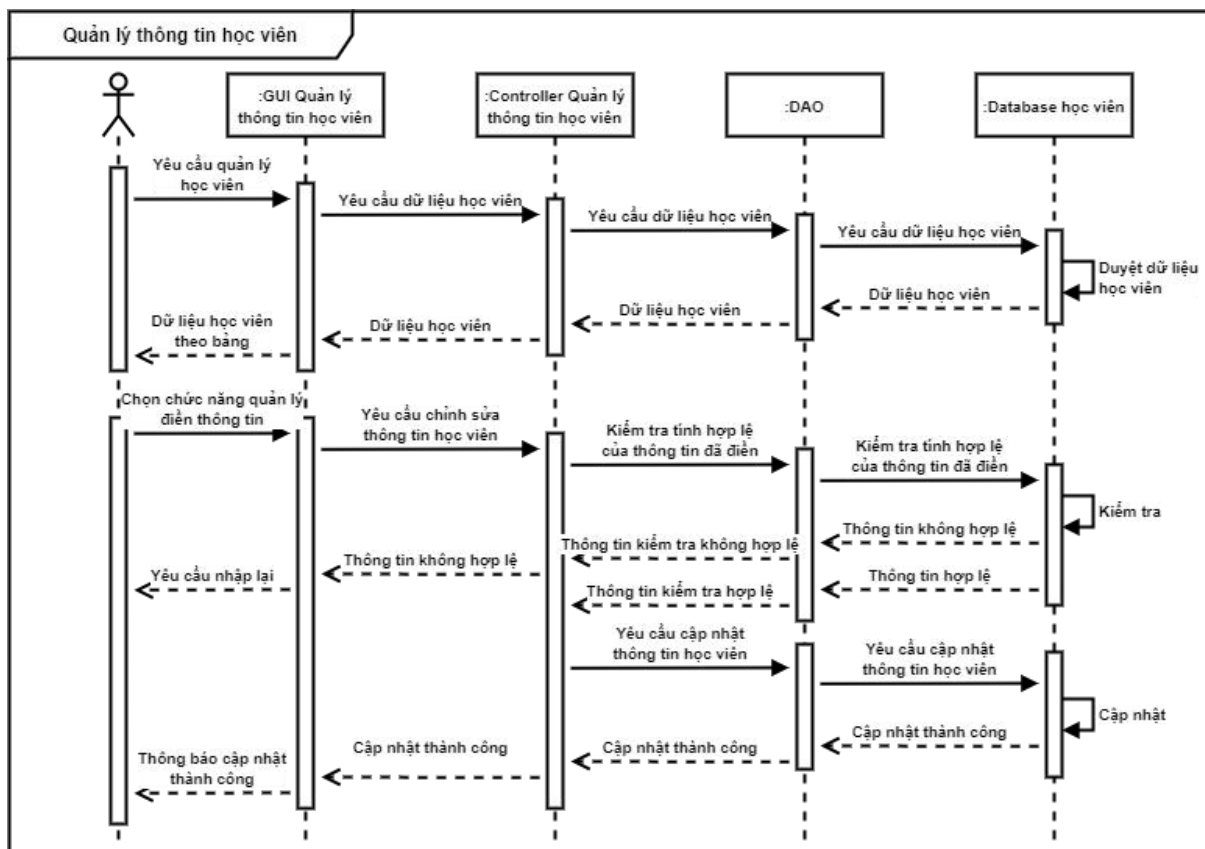 Quản lý thông tin học viên
:GUI Quản lý
thông tin học viên
:Controller Quản lý
thông tin học viên
:DAO
:Database học viên
Yêu cầu quản lý
học viên
Yêu cầu dữ liệu học viên
Yêu cầu dữ liệu học viên
Yêu cầu dữ liệu học viên
Duyệt dữ liệu
học viên
Dữ liệu học viên
Dữ liệu học viên
Dữ liệu học viên
Dữ liệu học viên
theo bảng
Chọn chức năng quản lý
điền thông tin
Yêu cầu chỉnh sửa
thông tin học viên
Kiểm tra tính hợp lệ
của thông tin đã điền
Kiểm tra tính hợp lệ
của thông tin đã điền
Kiểm tra
Thông tin không hợp lệ
Thông tin kiểm tra không hợp lệ
Thông tin không hợp lệ
Yêu cầu nhập lại
Thông tin hợp lệ
Thông tin kiểm tra hợp lệ
Yêu cầu cập nhật
thông tin học viên
Yêu cầu cập nhật
thông tin học viên
Cập nhật
Cập nhật thành công
Cập nhật thành công
Cập nhật thành công
Thông báo cập nhật
thành công